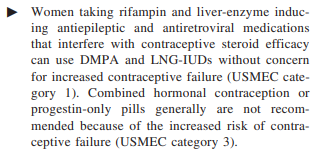 ▶ Women taking rifampin and liver-enzyme induc-
ing antiepileptic and antiretroviral medications
that interfere with contraceptive steroid efficacy
can use DMPA and LNG-IUDs without concern
for increased contraceptive failure (USMEC cate-
gory 1). Combined hormonal contraception or
progestin-only pills generally are not recom-
mended because of the increased risk of contra-
ceptive failure (USMEC category 3).